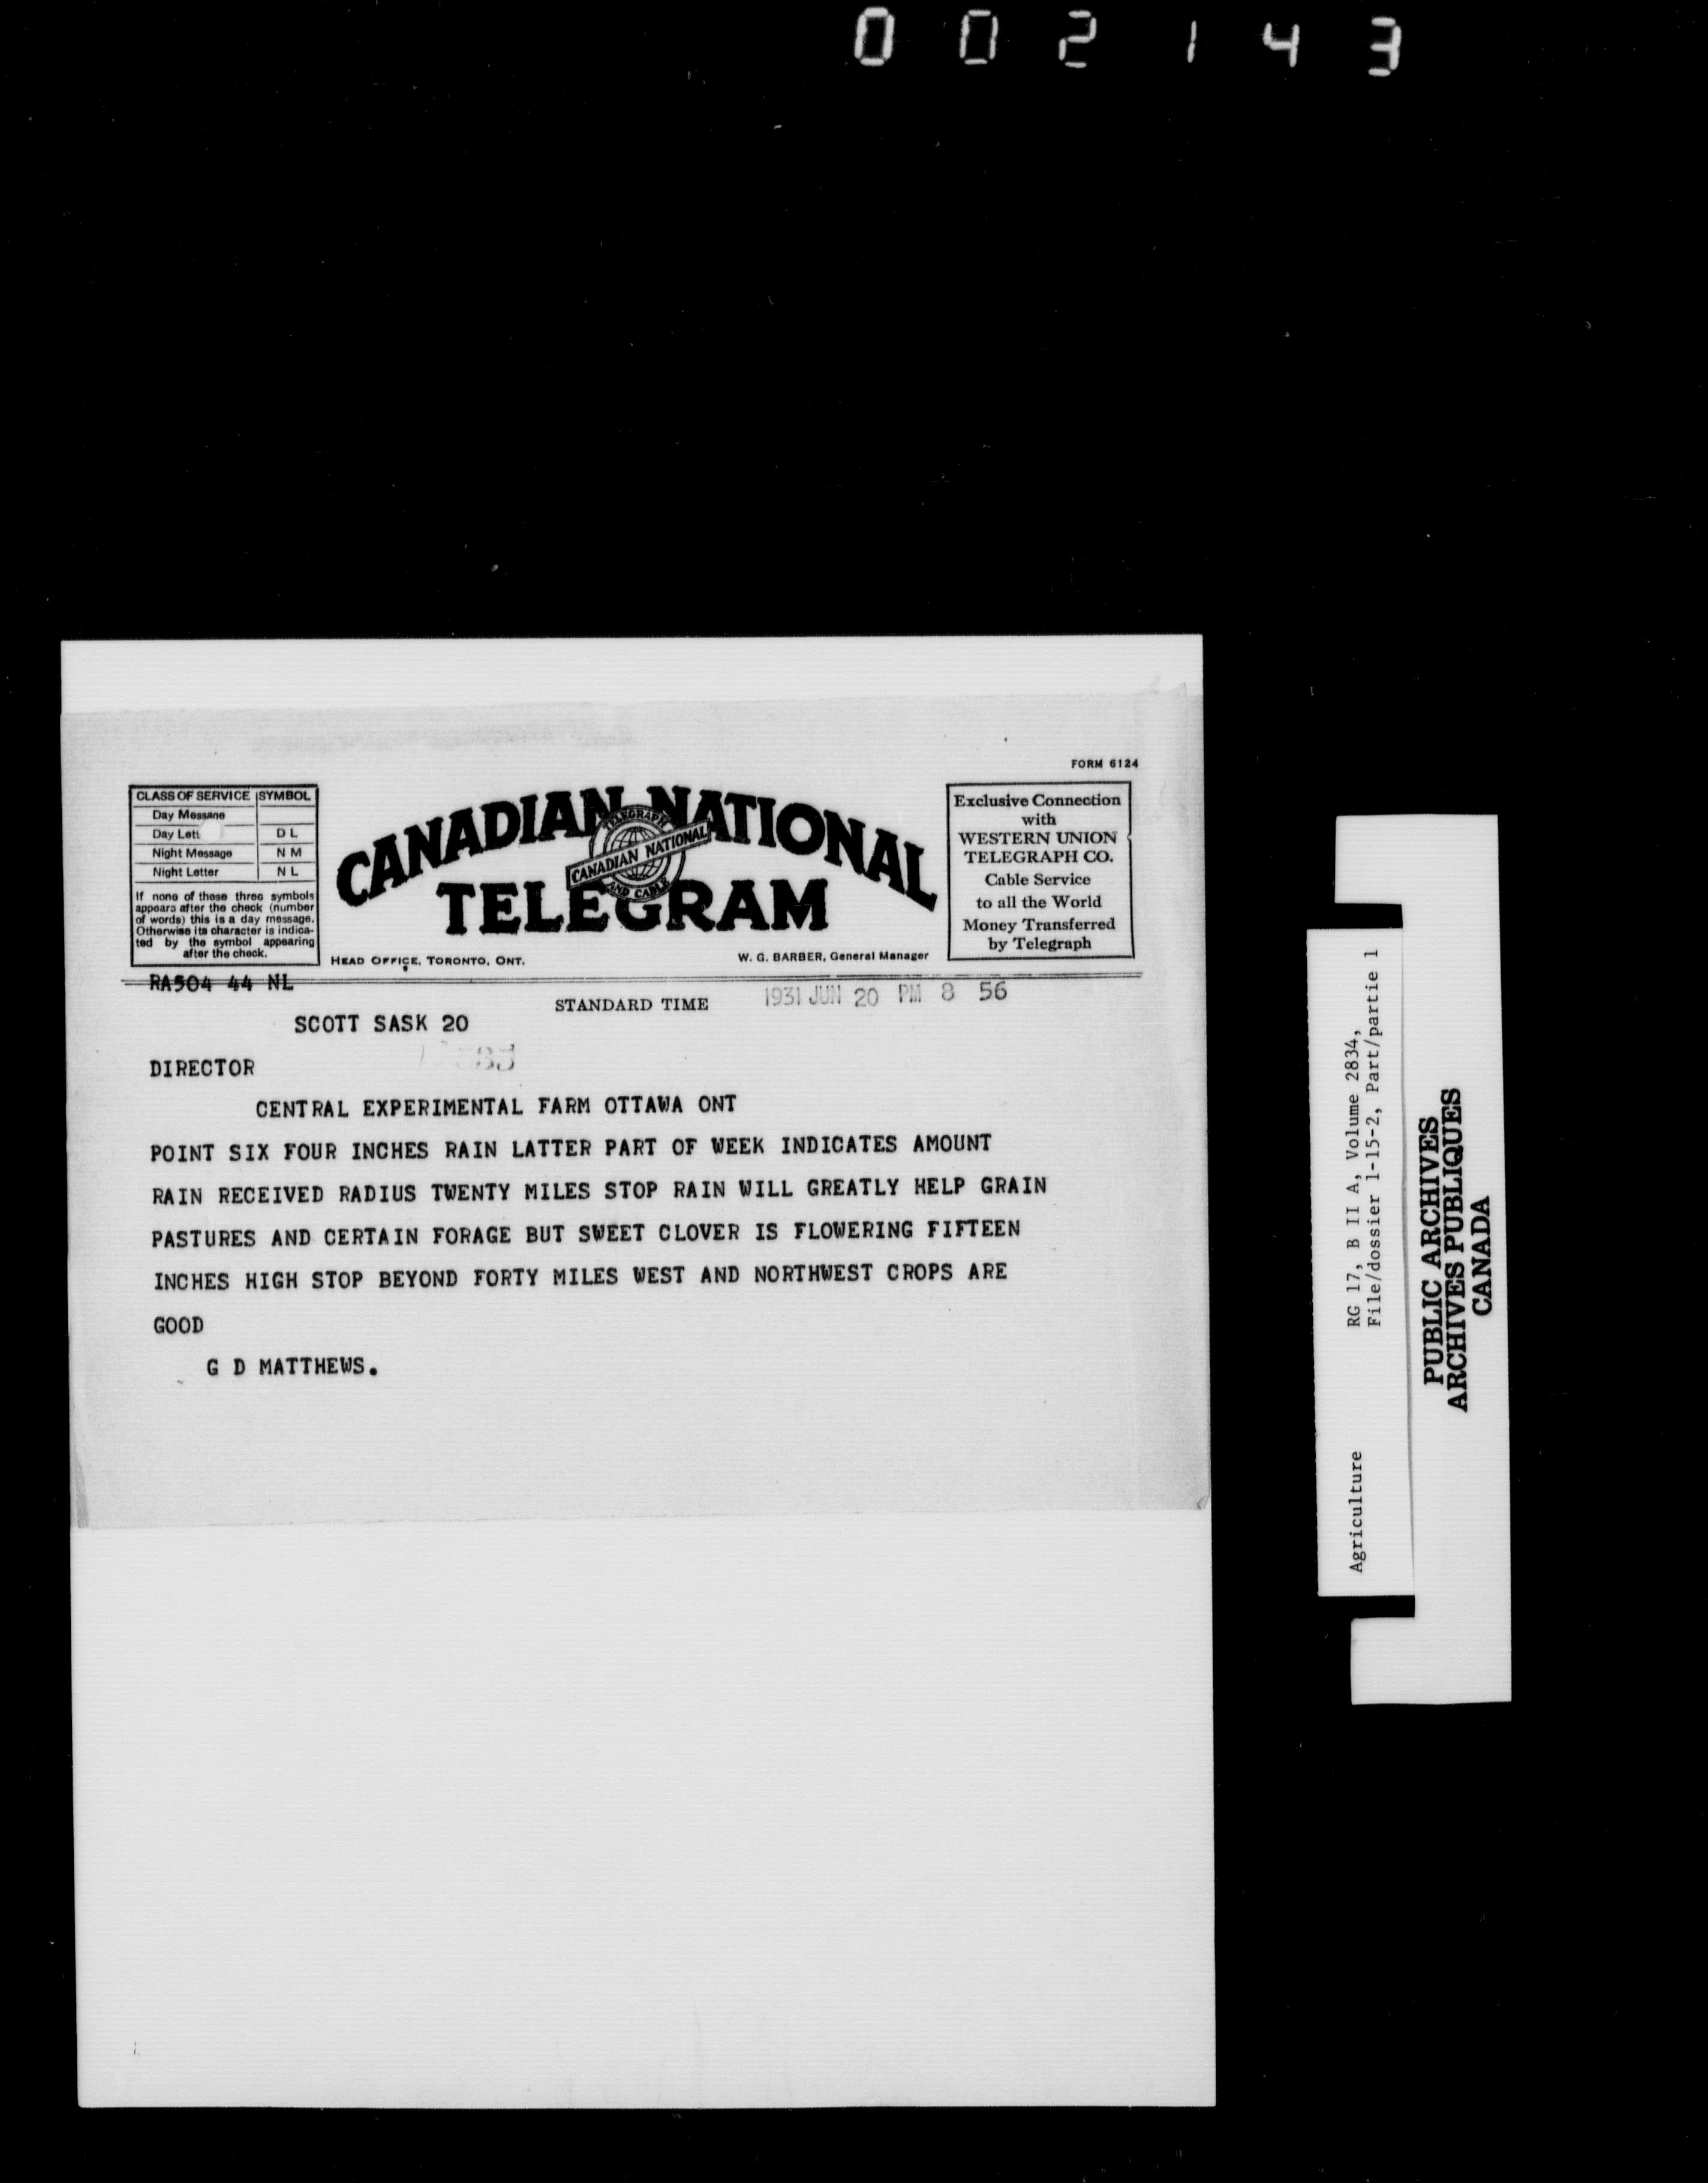 002143
FORM 6124
CLASS OF SERVICE SYMBOL
Day Message
Day D L
Night Message N M
Night Letter N L
If none of these three symbols
appears after the check (number
of words) this is a day message.
Otherwise its character is indica-
ted by the symbol appearing
after the check.
CANADIAN NATIONAL
TELEGRAM
TELEGRAPH
CANADIAN NATIONAL
AND CABLE
HEAD OFFICE, TORONTO, ONT.
W. G. BARBER, General Manager
Exclusive Connection
with
WESTERN UNION
TELEGRAPH CO.
Cable Service
to all the World
Money Transferred
by Telegraph
RA504 44 NL
STANDARD TIME
1931 JUN 20 PM 8 56
SCOTT SASK 20
DIRECTOR
CENTRAL EXPERIMENTAL FARM OTTAWA ONT
POINT SIX FOUR INCHES RAIN LATTER PART OF WEEK INDICATES AMOUNT
RAIN RECEIVED RADIUS TWENTY MILES STOP RAIN WILL GREATLY HELP GRAIN
PASTURES AND CERTAIN FORAGE BUT SWEET CLOVER IS FLOWERING FIFTEEN
INCHES HIGH STOP BEYOND FORTY MILES WEST AND NORTHWEST CROPS ARE
GOOD
G D MATTHEWS.
Agriculture RG 17, B II A, Volume 2834,
File/dossier 1-15-2, Part/partie 1
PUBLIC ARCHIVES
ARCHIVES PUBLIQUES
CANADA